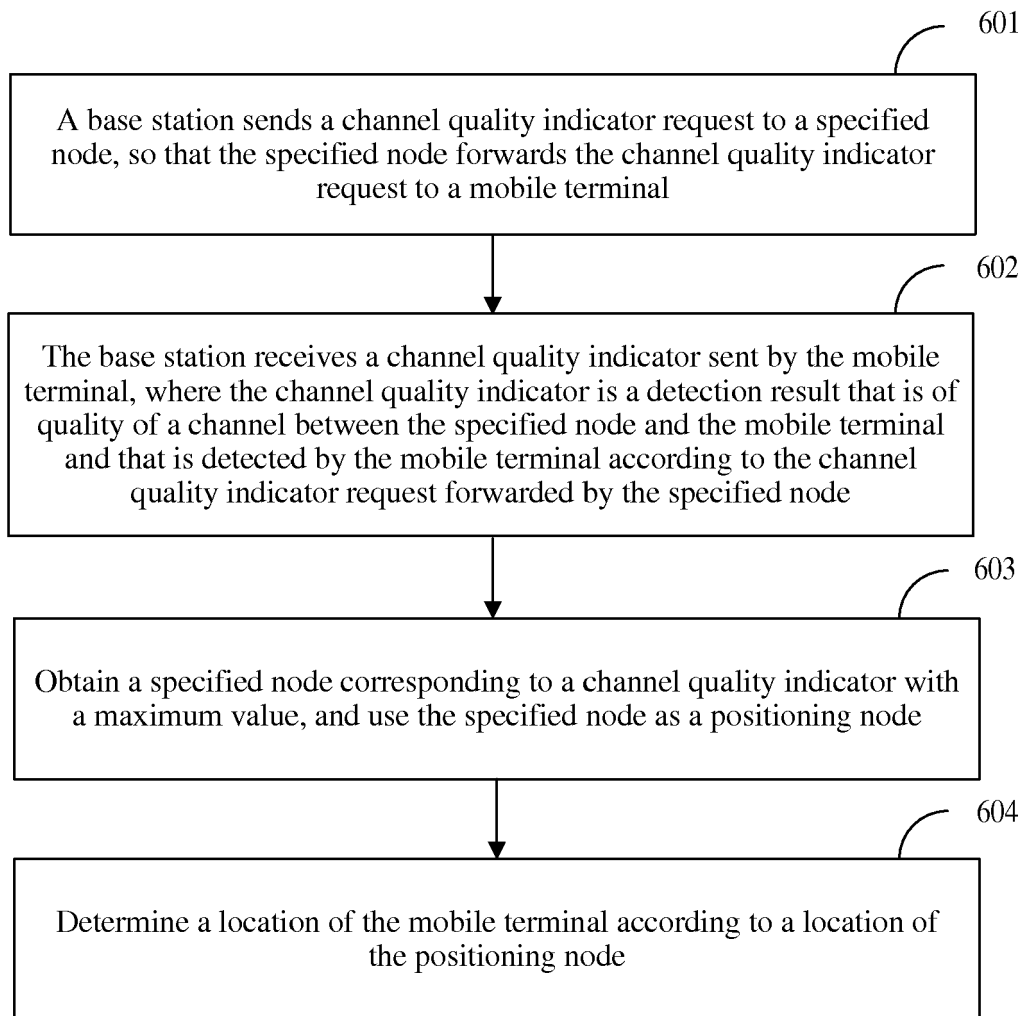 601
A base station sends a channel quality indicator request to a specified
node, so that the specified node forwards the channel quality indicator
request to a mobile terminal
602
The base station receives a channel quality indicator sent by the mobile
terminal, where the channel quality indicator is a detection result that is of
quality of a channel between the specified node and the mobile terminal
and that is detected by the mobile terminal according to the channel
quality indicator request forwarded by the specified node
603
Obtain a specified node corresponding to a channel quality indicator with
a maximum value, and use the specified node as a positioning node
604
Determine a location of the mobile terminal according to a location of
the positioning node